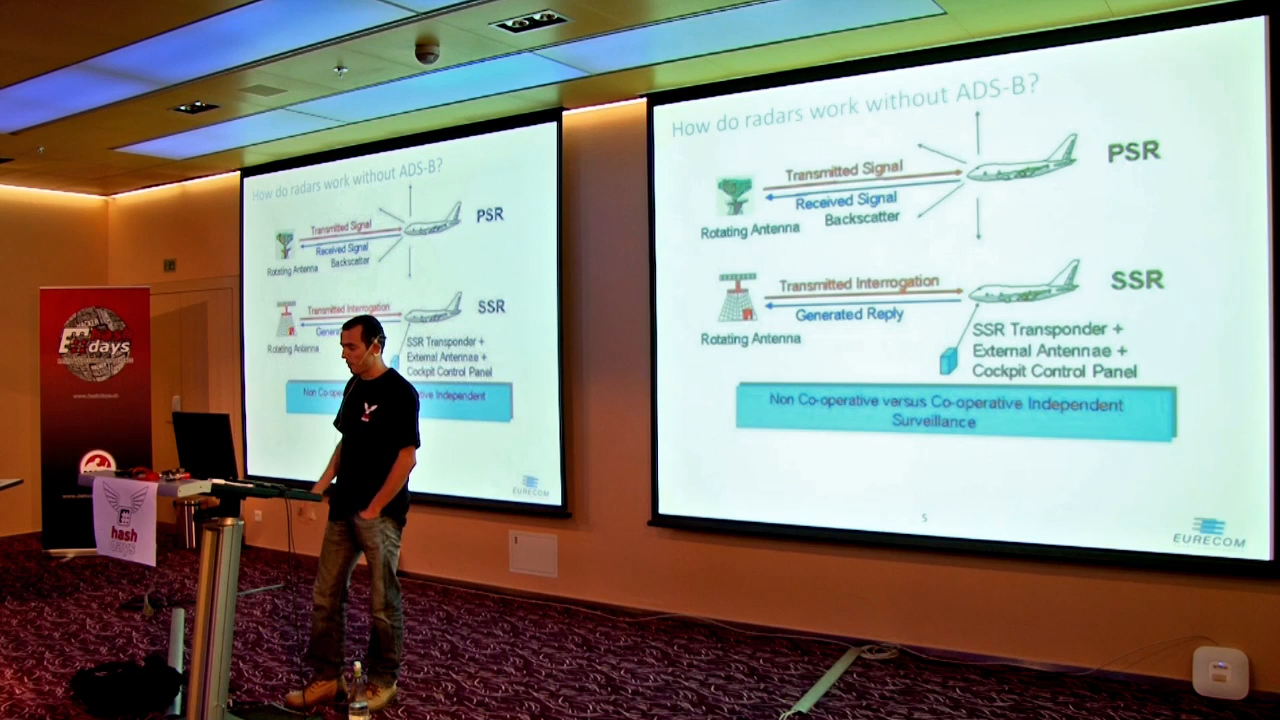 How do radars work without ADS-B?
Transmitted Signal
PSR
Received Signal
Backscatter
Rotating Antenna
Transmitted Interrogation
SSR
Generated Reply
Rotating Antenna
SSR Transponder +
External Antennae +
Cockpit Control Panel
Non Co-operative versus Co-operative Independent
Surveillance
5
EURECOM
How do radars work without ADS-B?
Transmitted Signal
PSR
Received Signal
Backscatter
Rotating Antenna
Transmitted Interrogation
SSR
Rotating Antenna
SSR Transponder +
External Antennae +
Cockpit Control Panel
Independent
EURECOM
days
hash
days